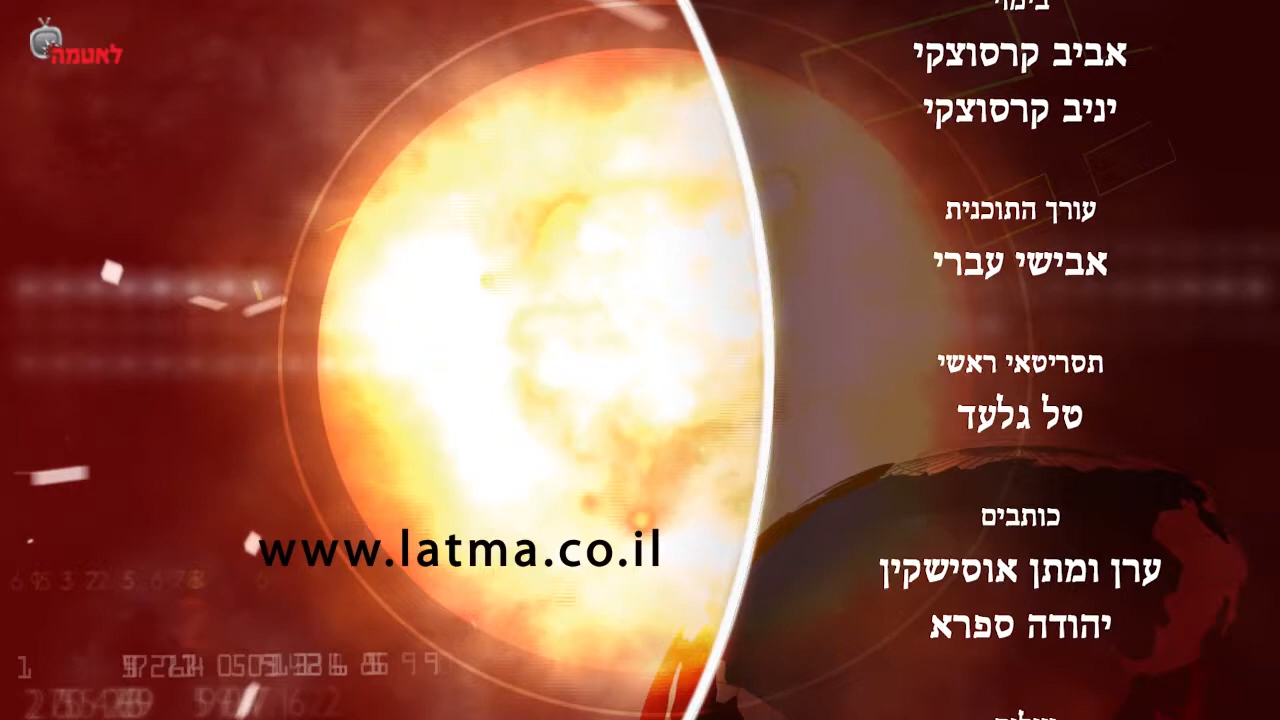 לאטמה
בימוי
אביב קרסוצקי
יניב קרסוצקי
עורך התוכנית
אבישי עברי
תסריטאי ראשי
טל גלעד
כותבים
ערן ומתן אוסישקין
יהודה ספרא
www.latma.co.il